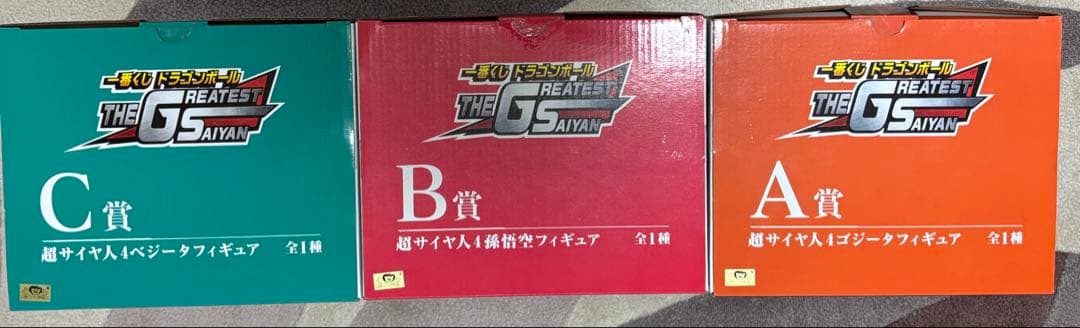 一番くじ ドラゴンボール
THE GREATEST SAIYAN
C賞
超サイヤ人4ベジータフィギュア 全1種
一番くじ ドラゴンボール
THE GREATEST SAIYAN
B賞
超サイヤ人4孫悟空フィギュア 全1種
一番くじ ドラゴンボール
THE GREATEST SAIYAN
A賞
超サイヤ人4ゴジータフィギュア 全1種